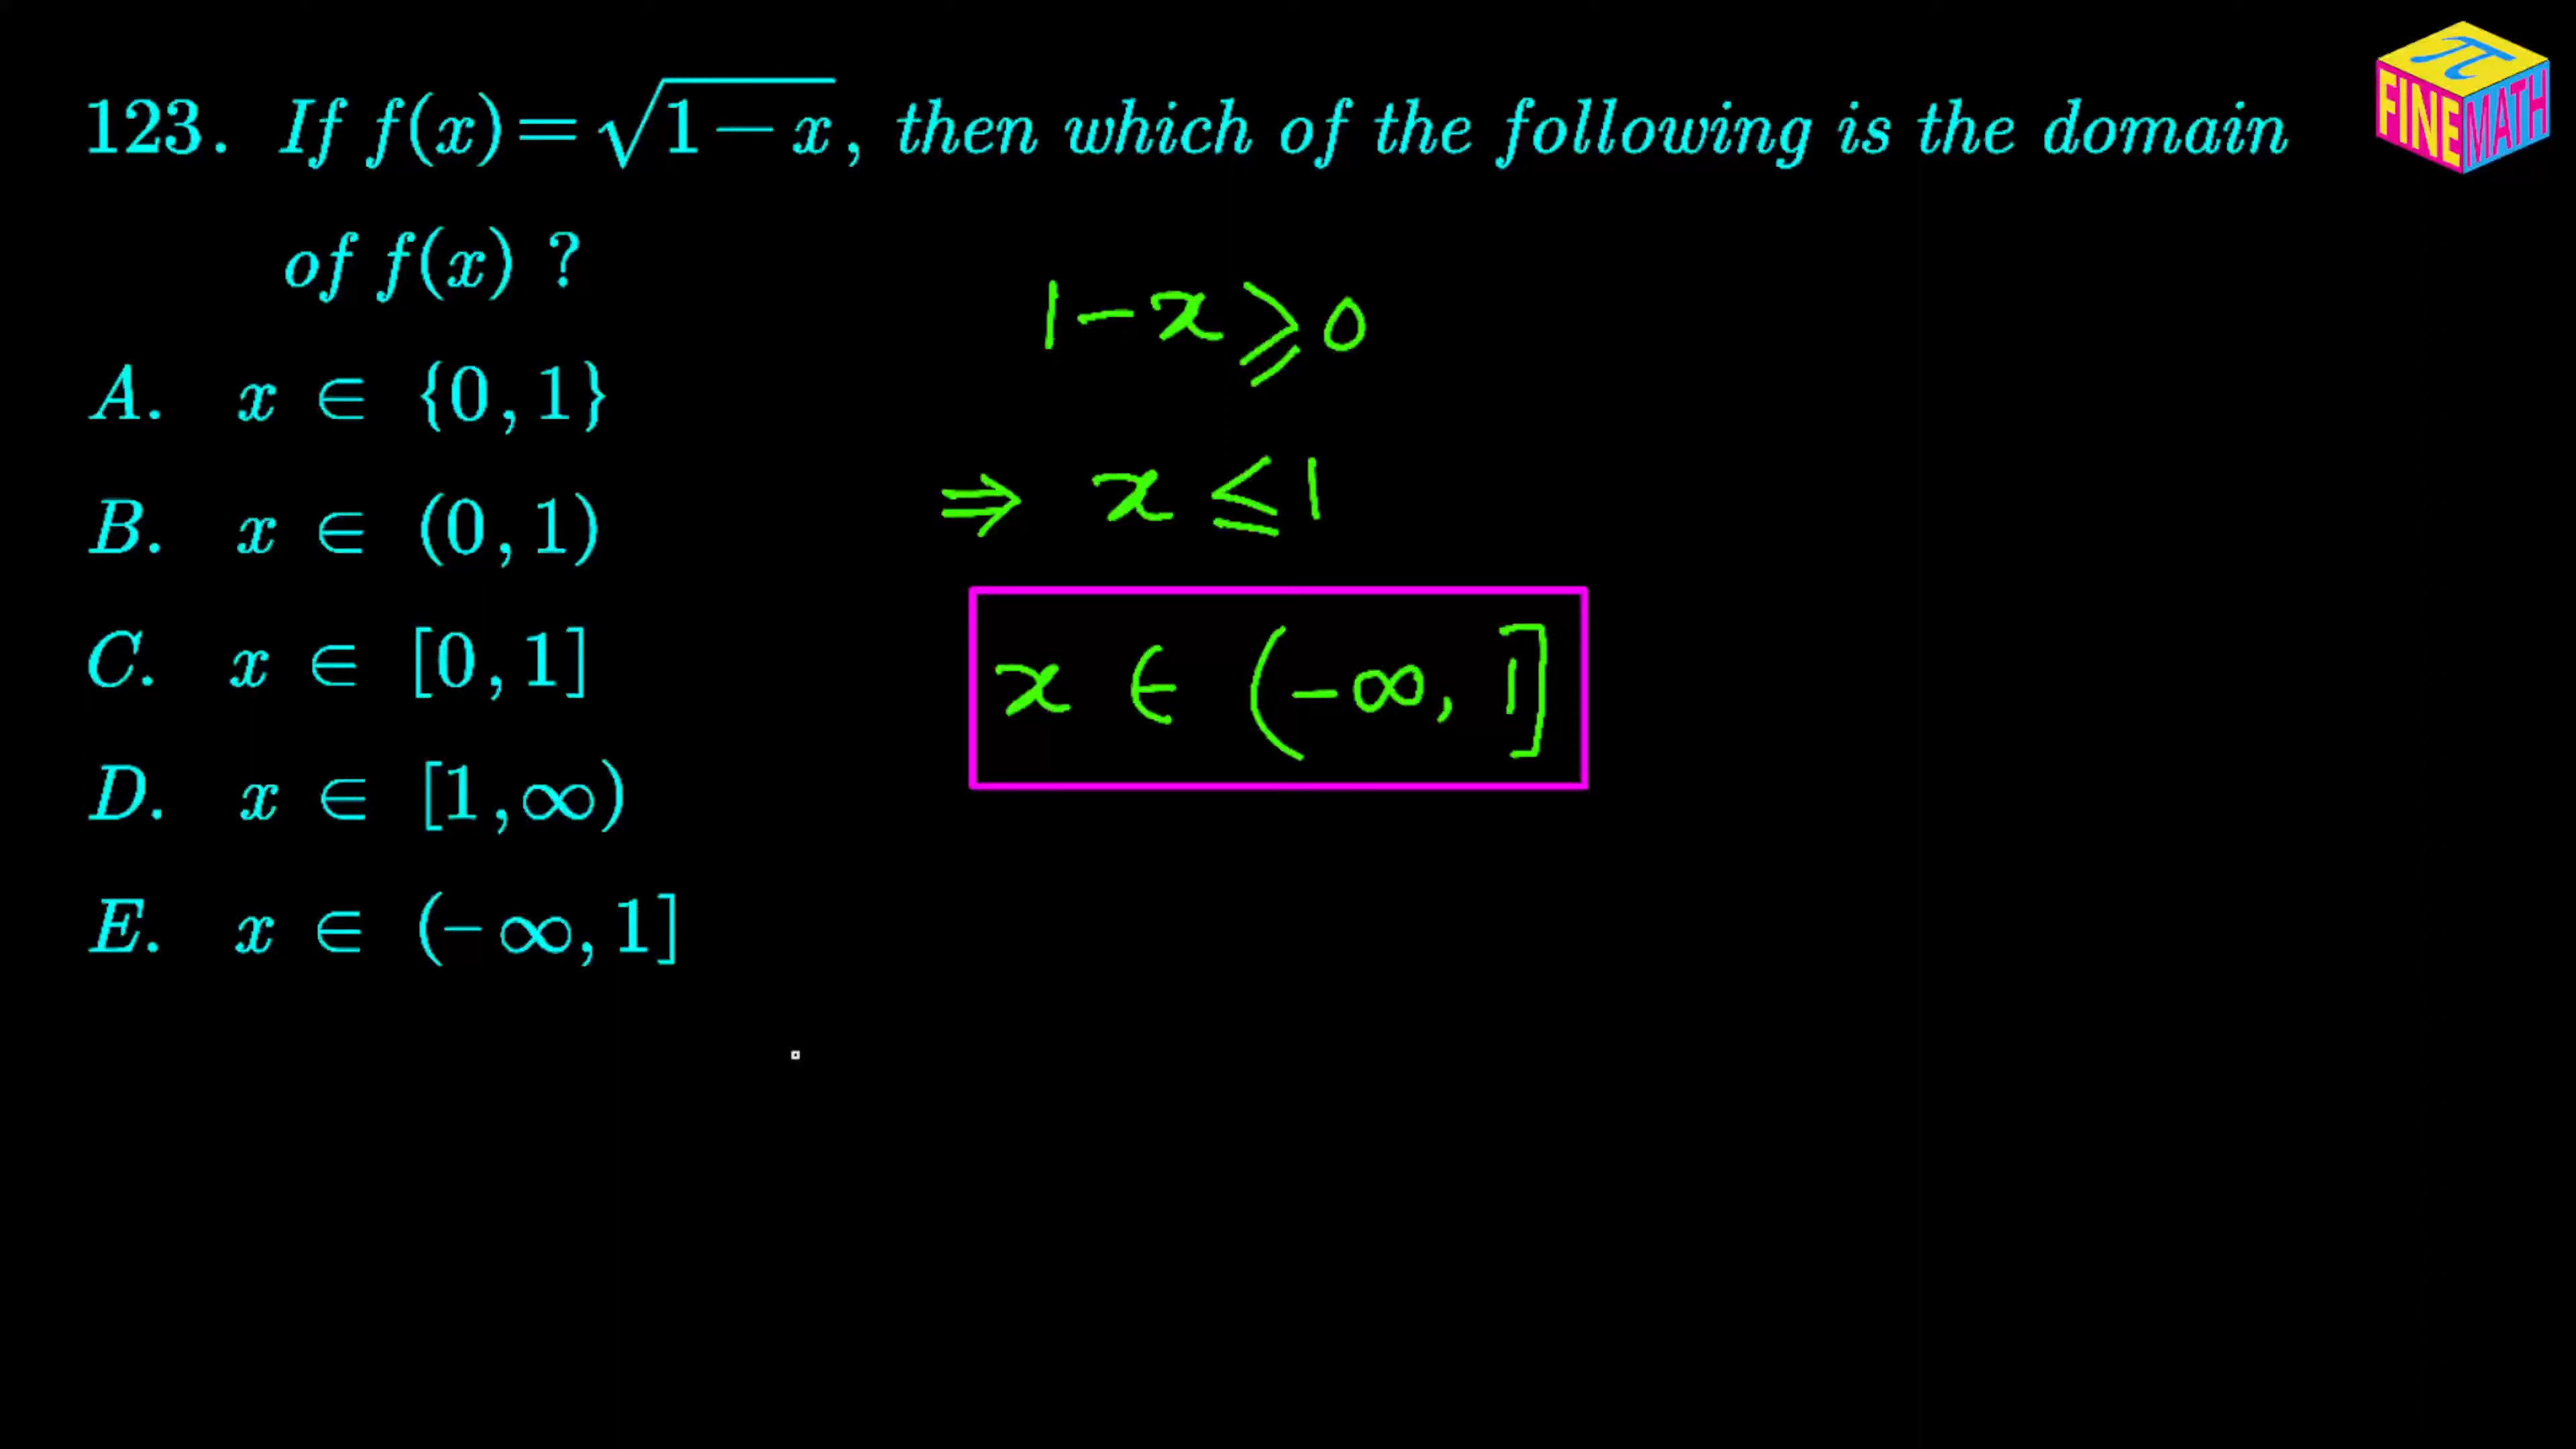 123. If f(x)=√1−x, then which of the following is the domain
of f(x) ?
A. x ∈ {0,1}
B. x ∈ (0,1)
C. x ∈ [0,1]
D. x ∈ [1,∞)
E. x ∈ (−∞,1]
1−x⩾0
⇒ x ≤ 1
x ∈ (−∞, 1]
π
FINE MATH